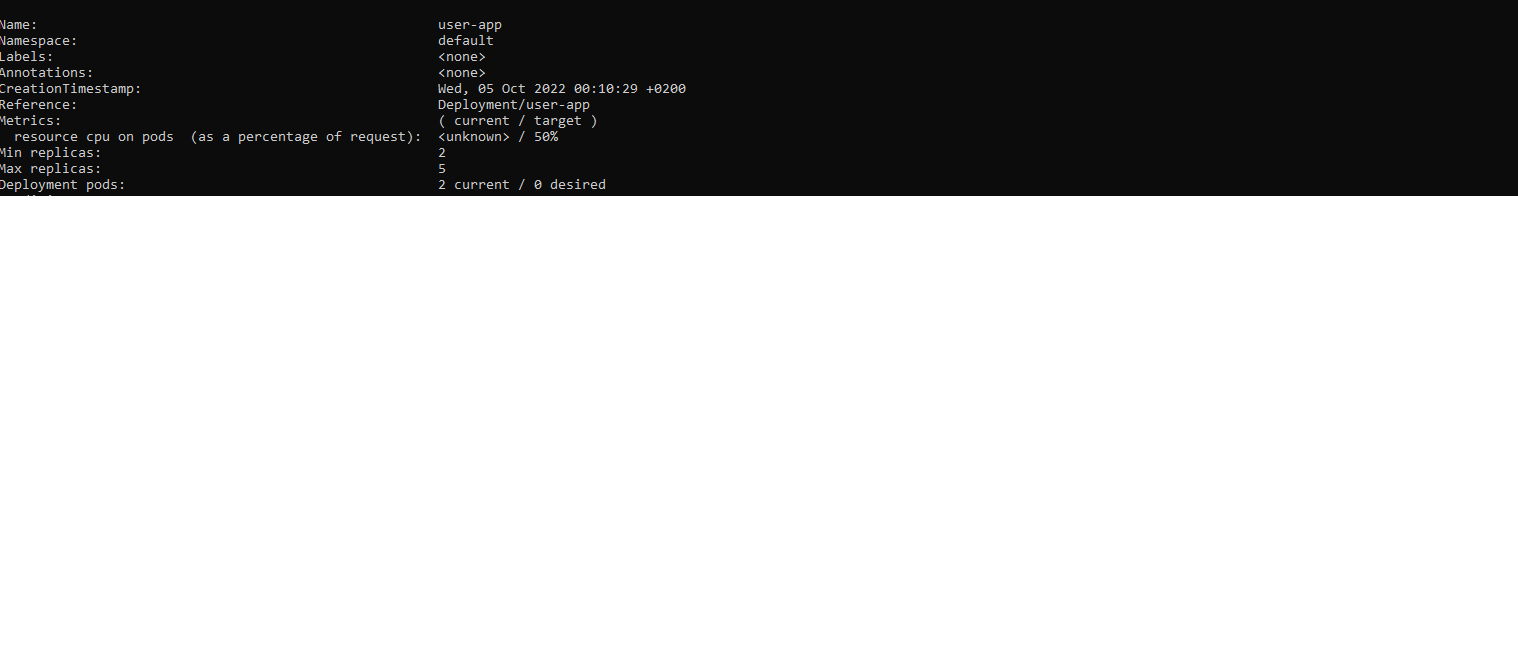 Name:                                                  user-app
Namespace:                                             default
Labels:                                                <none>
Annotations:                                           <none>
CreationTimestamp:                                     Wed, 05 Oct 2022 00:10:29 +0200
Reference:                                             Deployment/user-app
Metrics:                                               ( current / target )
  resource cpu on pods  (as a percentage of request):  <unknown> / 50%
Min replicas:                                          2
Max replicas:                                          5
Deployment pods:                                       2 current / 0 desired